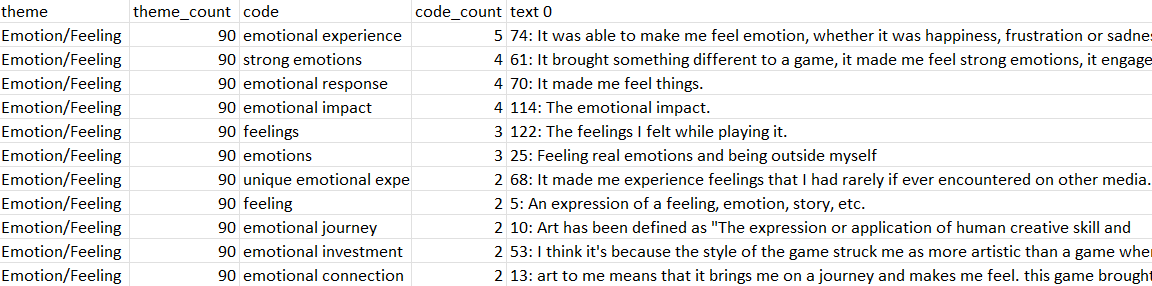 theme theme_count code code_count text 0
Emotion/Feeling 90 emotional experience 5 74: It was able to make me feel emotion, whether it was happiness, frustration or sadne
Emotion/Feeling 90 strong emotions 4 61: It brought something different to a game, it made me feel strong emotions, it engage
Emotion/Feeling 90 emotional response 4 70: It made me feel things.
Emotion/Feeling 90 emotional impact 4 114: The emotional impact.
Emotion/Feeling 90 feelings 3 122: The feelings I felt while playing it.
Emotion/Feeling 90 emotions 3 25: Feeling real emotions and being outside myself
Emotion/Feeling 90 unique emotional expe 2 68: It made me experience feelings that I had rarely if ever encountered on other media.
Emotion/Feeling 90 feeling 2 5: An expression of a feeling, emotion, story, etc.
Emotion/Feeling 90 emotional journey 2 10: Art has been defined as "The expression or application of human creative skill and
Emotion/Feeling 90 emotional investment 2 53: I think it's because the style of the game struck me as more artistic than a game whe
Emotion/Feeling 90 emotional connection 2 13: art to me means that it brings me on a journey and makes me feel. this game brought